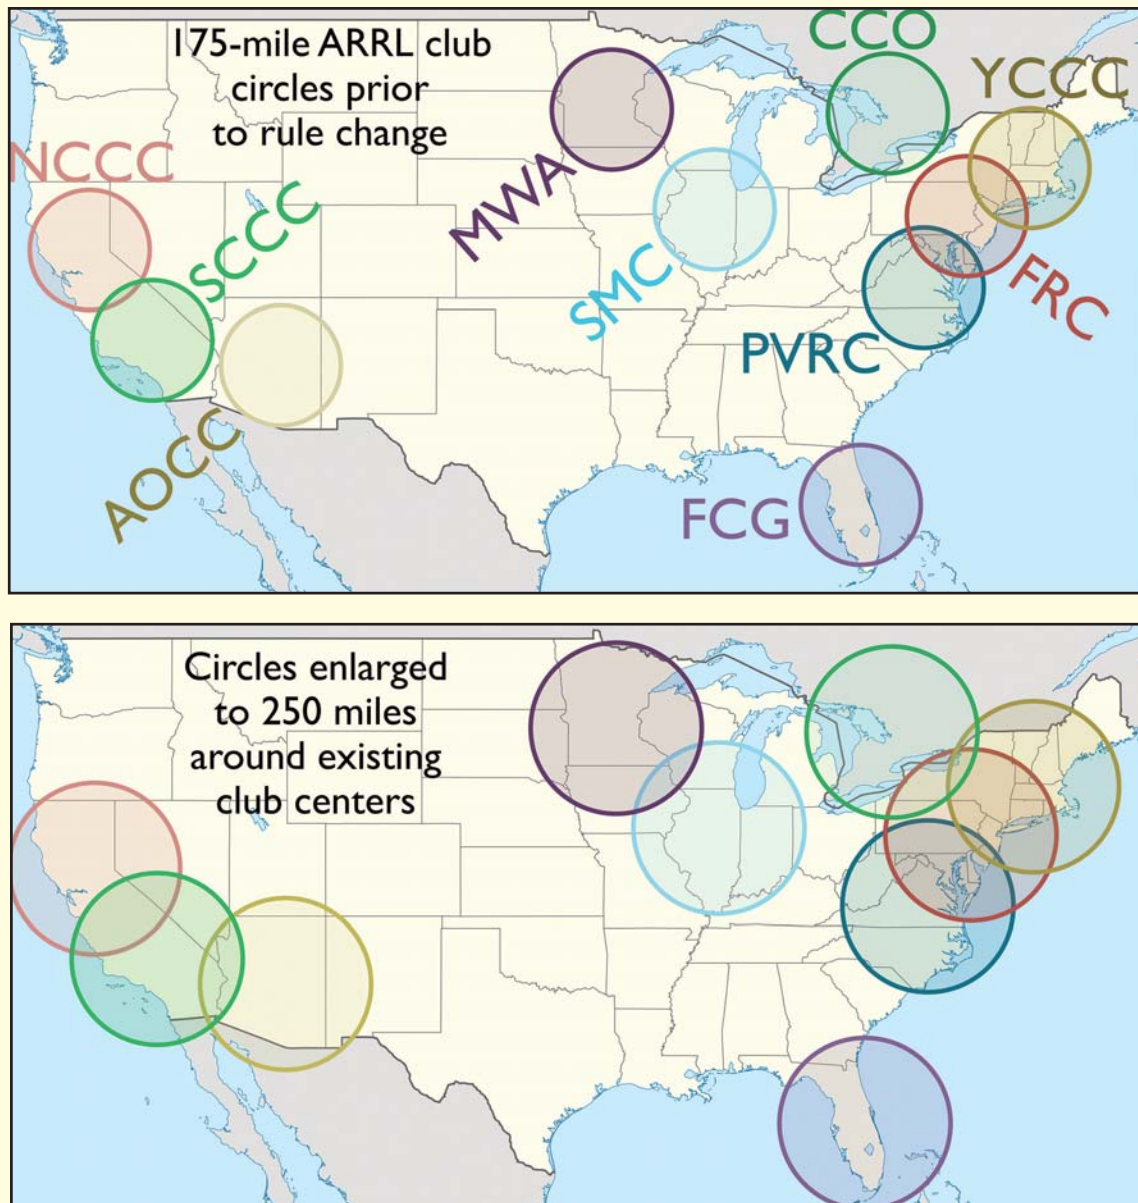 175-mile ARRL club
circles prior
to rule change
CCO
YCCC
NCCC
MWA
SCCC
SMC
FRC
PVRC
AOCC
FCG
Circles enlarged
to 250 miles
around existing
club centers